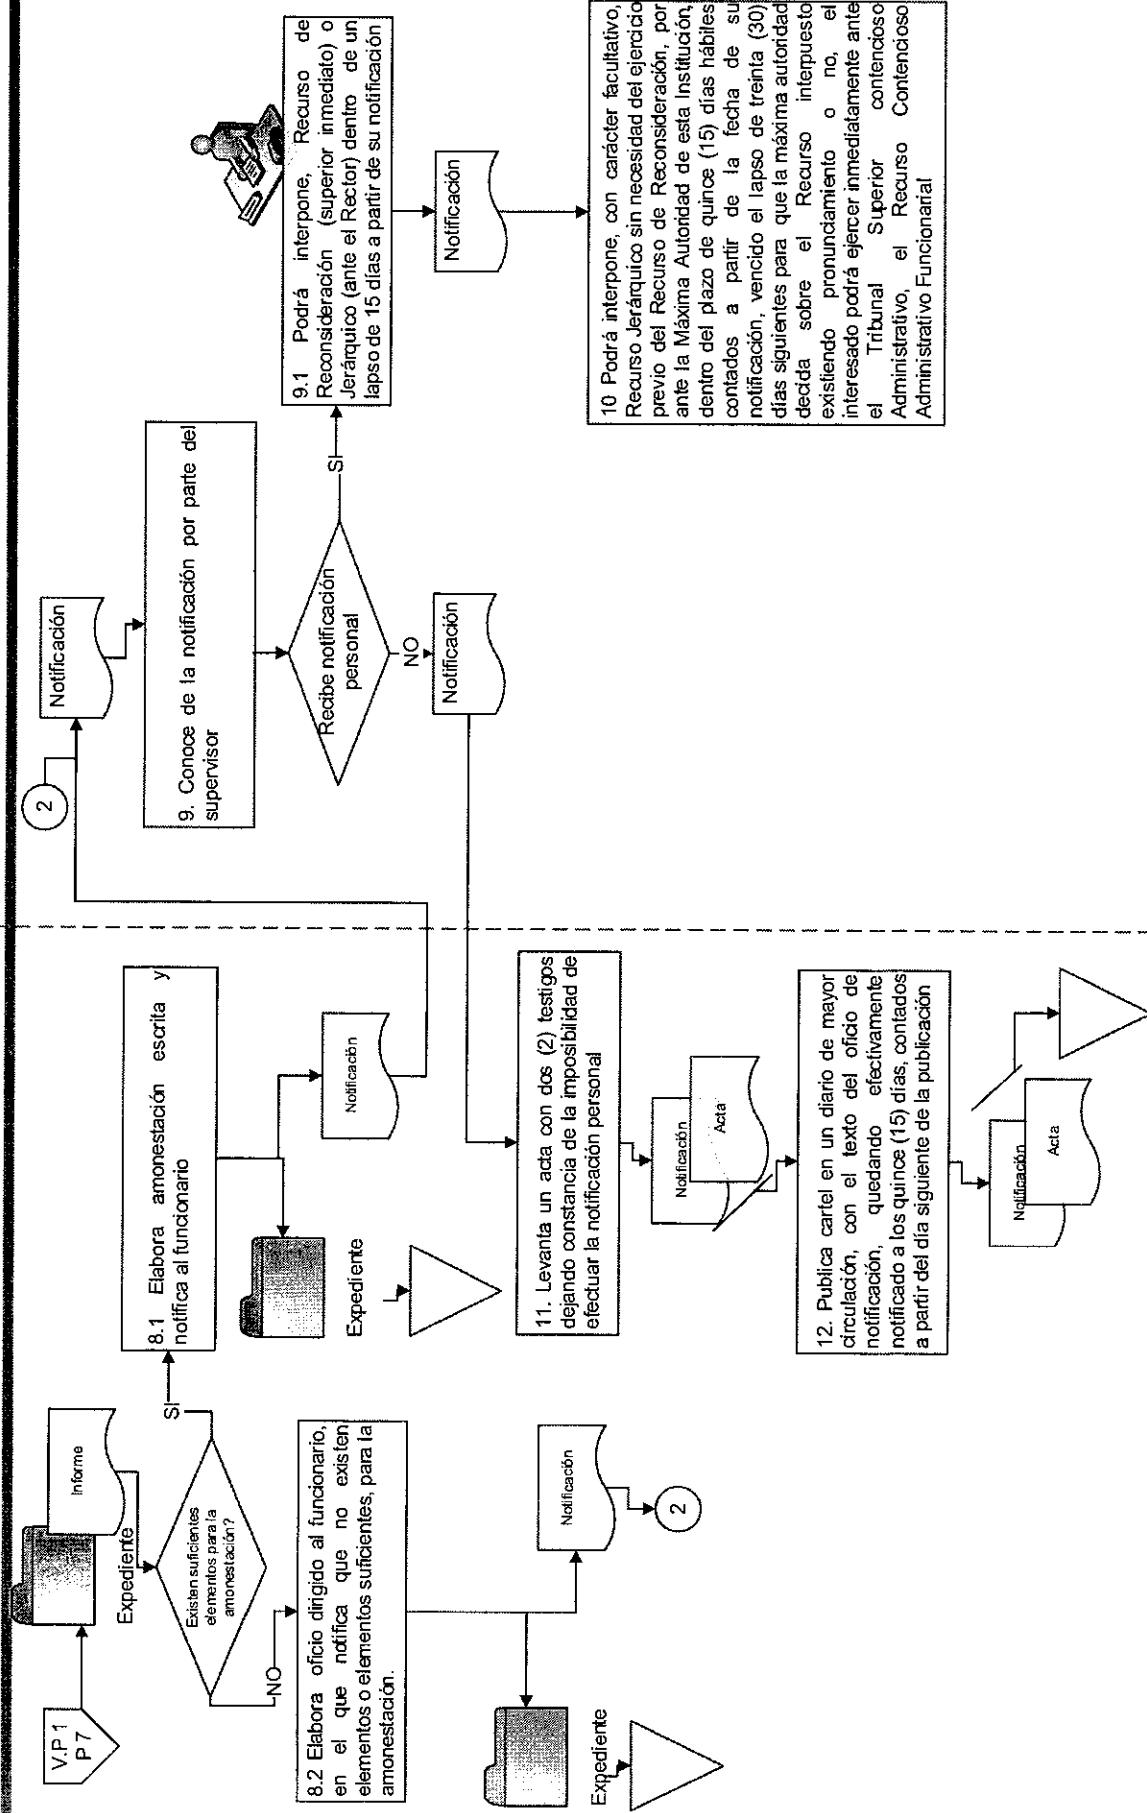 V.P 1
P 7
Expediente
Informe
Existen suficientes
elementos para la
amonestación?
SI
NO
8.1 Elabora amonestación escrita y
notifica al funcionario
Notificación
Expediente
8.2 Elabora oficio dirigido al funcionario,
en el que notifica que no existen
elementos o elementos suficientes, para la
amonestación.
Notificación
2
Expediente
2
Notificación
9. Conoce de la notificación por parte del
supervisor
Recibe notificación
personal
SI
NO
Notificación
9.1 Podrá interpone, Recurso de
Reconsideración (superior inmediato) o
Jerárquico (ante el Rector) dentro de un
lapso de 15 días a partir de su notificación
Notificación
10 Podrá interpone, con carácter facultativo,
Recurso Jerárquico sin necesidad del ejercicio
previo del Recurso de Reconsideración, por
ante la Máxima Autoridad de esta Institución,
dentro del plazo de quince (15) días hábiles
contados a partir de la fecha de su
notificación, vencido el lapso de treinta (30)
días siguientes para que la máxima autoridad
decida sobre el Recurso interpuesto
existiendo pronunciamiento o no, el
interesado podrá ejercer inmediatamente ante
el Tribunal Superior contencioso
Administrativo, el Recurso Contencioso
Administrativo Funcionarial
11. Levanta un acta con dos (2) testigos
dejando constancia de la imposibilidad de
efectuar la notificación personal
Notificación
Acta
12. Publica cartel en un diario de mayor
circulación, con el texto del oficio de
notificación, quedando efectivamente
notificado a los quince (15) días, contados
a partir del día siguiente de la publicación
Notificación
Acta